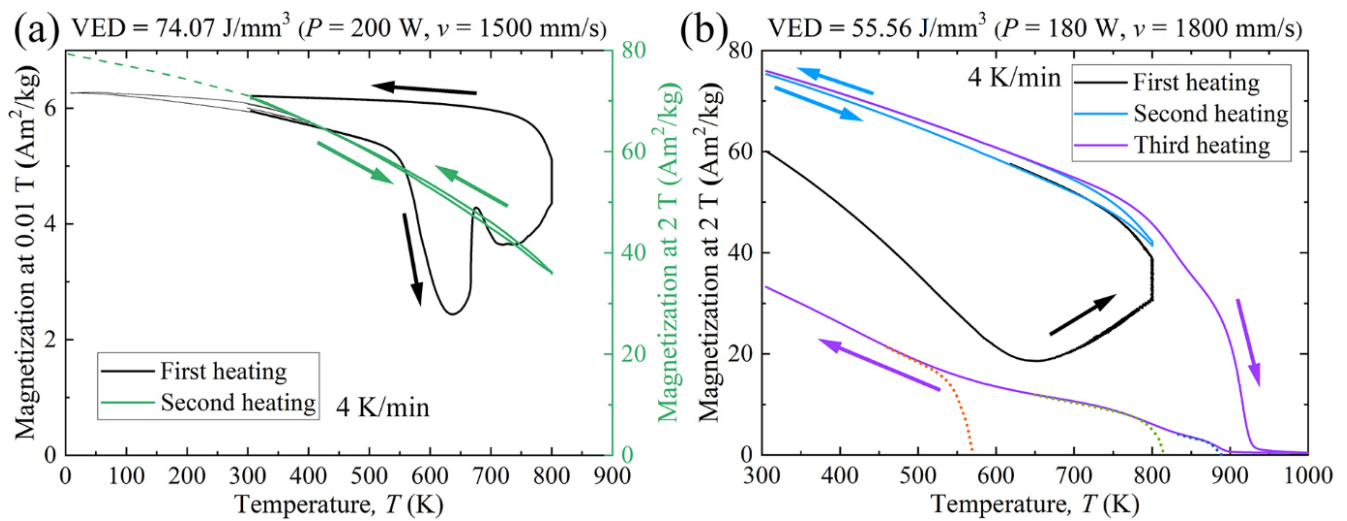 (a) VED = 74.07 J/mm³ (P = 200 W, v = 1500 mm/s)
Magnetization at 0.01 T (Am²/kg)
0
2
4
6
First heating
Second heating
4 K/min
0
20
40
60
80
Magnetization at 2 T (Am²/kg)
0 100 200 300 400 500 600 700 800
Temperature, T (K)
(b) VED = 55.56 J/mm³ (P = 180 W, v = 1800 mm/s)
Magnetization at 2 T (Am²/kg)
80
60
40
20
0
4 K/min
First heating
Second heating
Third heating
300 400 500 600 700 800 900 1000
Temperature, T (K)